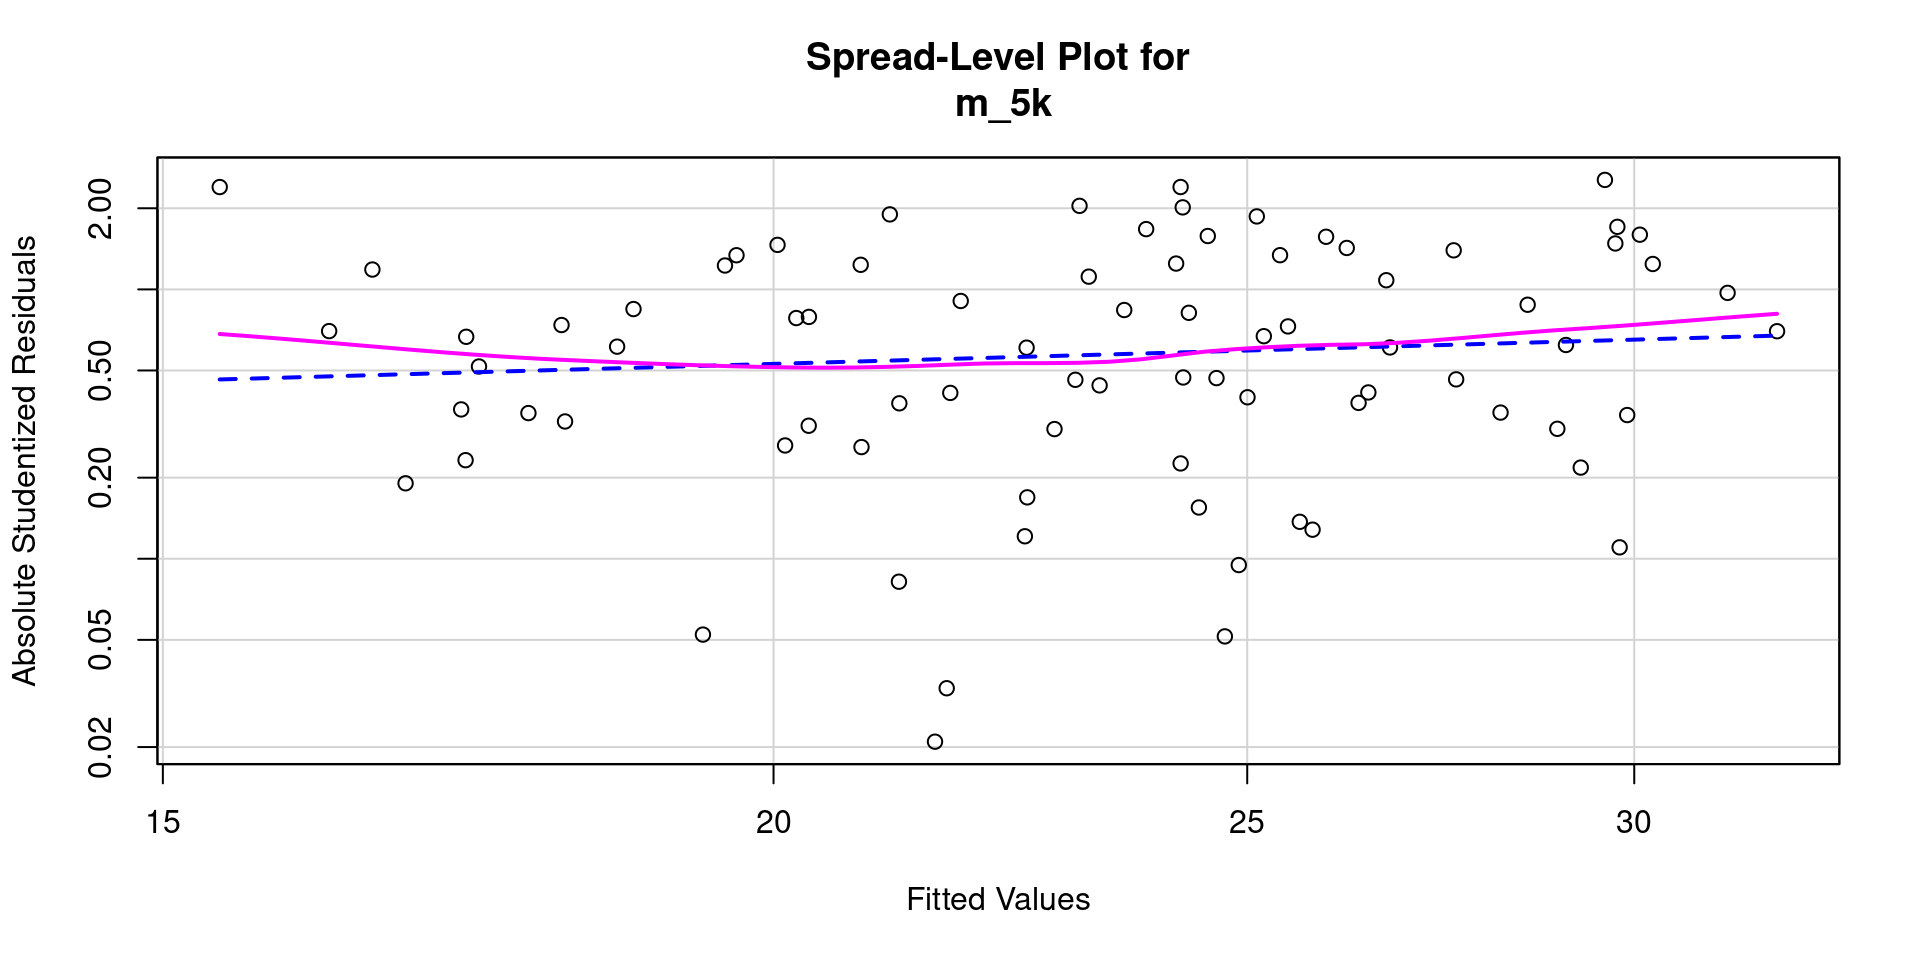 Spread-Level Plot for
m_5k
Absolute Studentized Residuals
2.00
0.50
0.20
0.05
0.02
15 20 25 30
Fitted Values